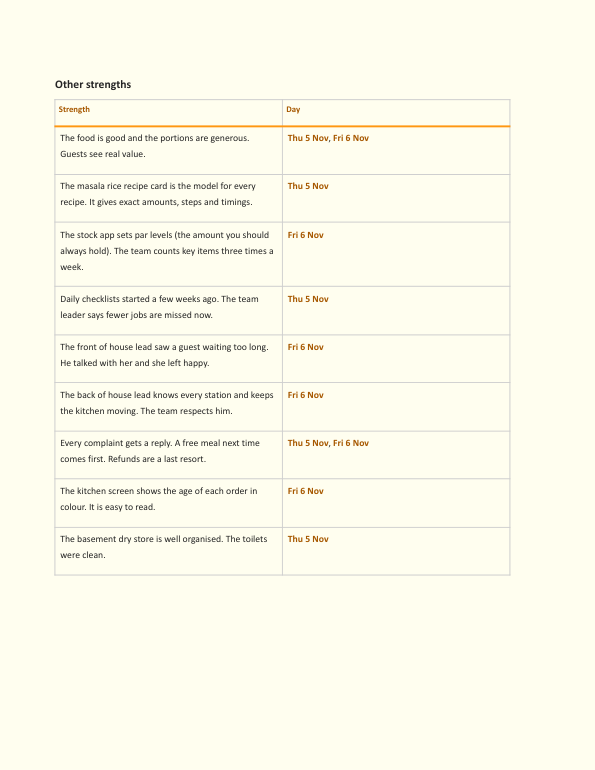 Other strengths
Strength Day
The food is good and the portions are generous. Thu 5 Nov, Fri 6 Nov
Guests see real value.
The masala rice recipe card is the model for every Thu 5 Nov
recipe. It gives exact amounts, steps and timings.
The stock app sets par levels (the amount you should Fri 6 Nov
always hold). The team counts key items three times a
week.
Daily checklists started a few weeks ago. The team Thu 5 Nov
leader says fewer jobs are missed now.
The front of house lead saw a guest waiting too long. Fri 6 Nov
He talked with her and she left happy.
The back of house lead knows every station and keeps Fri 6 Nov
the kitchen moving. The team respects him.
Every complaint gets a reply. A free meal next time Thu 5 Nov, Fri 6 Nov
comes first. Refunds are a last resort.
The kitchen screen shows the age of each order in Fri 6 Nov
colour. It is easy to read.
The basement dry store is well organised. The toilets Thu 5 Nov
were clean.